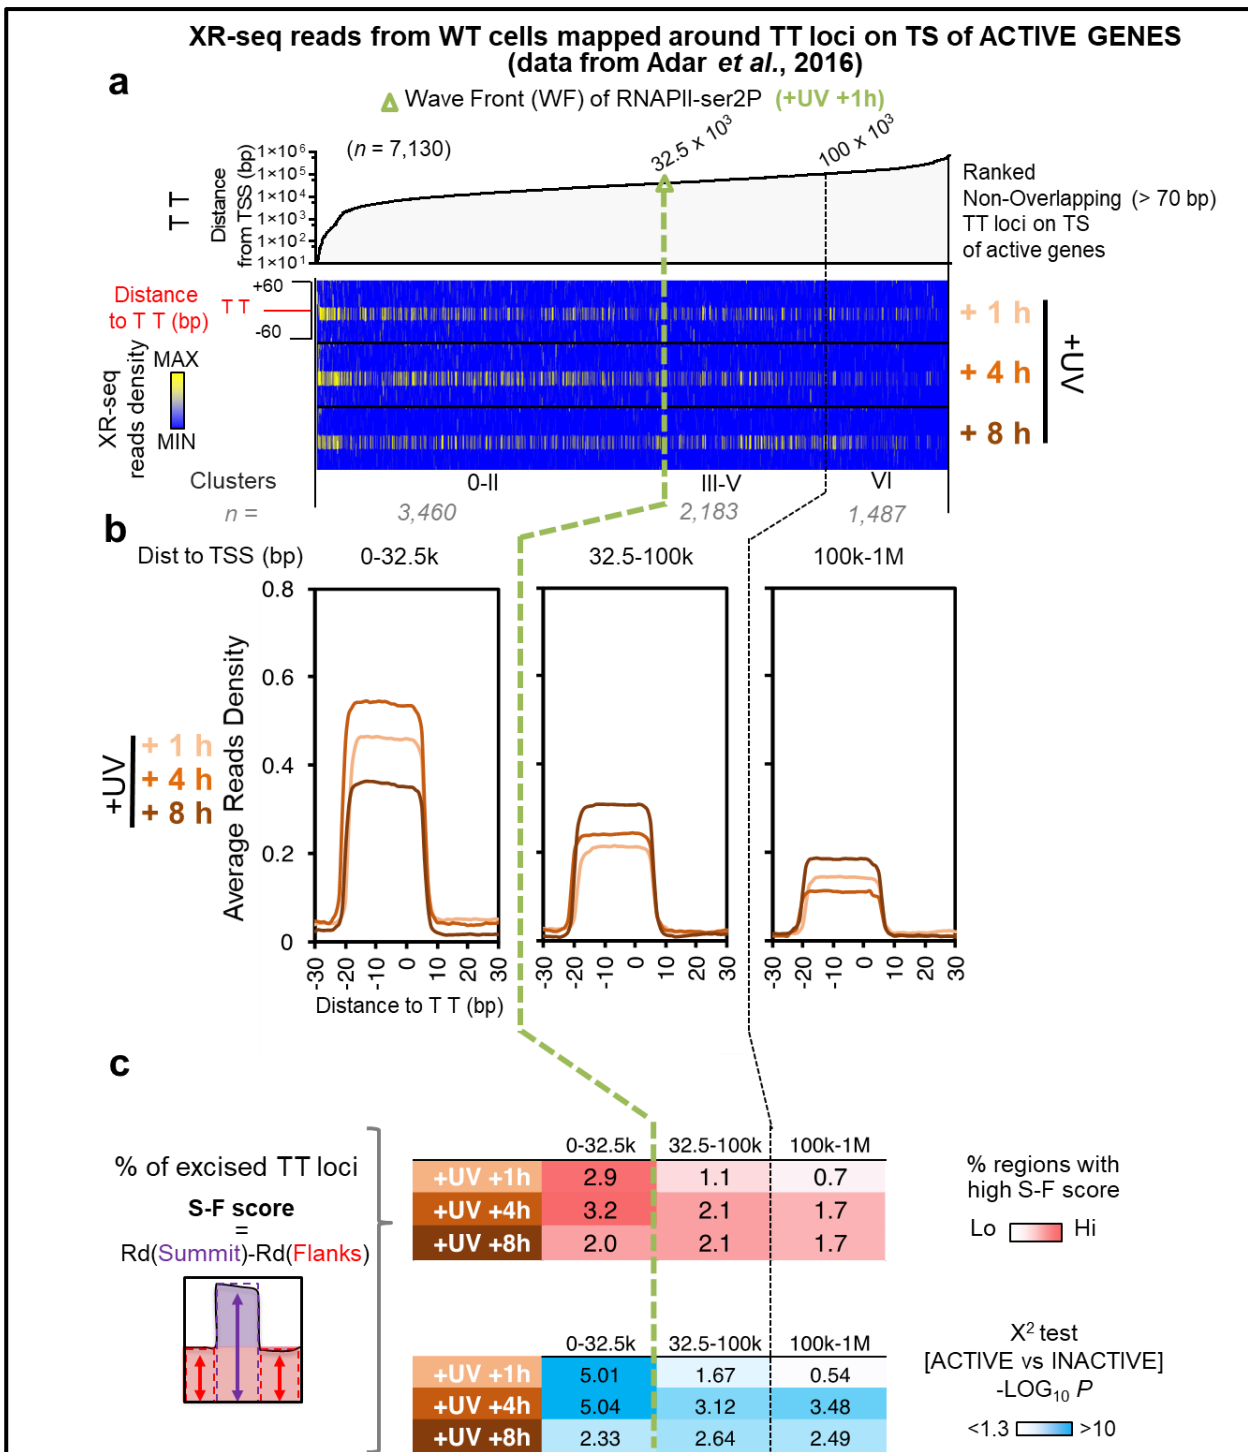 XR-seq reads from WT cells mapped around TT loci on TS of ACTIVE GENES
(data from Adar et al., 2016)
a
Wave Front (WF) of RNAPII-ser2P (+UV +1h)
(n = 7,130)
32.5 x 10³
100 x 10³
T T
Distance
from TSS (bp)
1×10⁶
1×10⁵
1×10⁴
1×10³
1×10²
1×10¹
Ranked
Non-Overlapping (> 70 bp)
TT loci on TS
of active genes
Distance
to T T (bp)
T T
+60
-60
XR-seq
reads density
MAX
MIN
+ 1 h
+ 4 h
+ 8 h
+UV
Clusters 0-II III-V VI
n = 3,460 2,183 1,487
b
Dist to TSS (bp) 0-32.5k 32.5-100k 100k-1M
+UV
+ 1 h
+ 4 h
+ 8 h
Average Reads Density
0.8
0.6
0.4
0.2
0
-30 -20 -10 0 10 20 30
-30 -20 -10 0 10 20 30
-30 -20 -10 0 10 20 30
Distance to T T (bp)
c
% of excised TT loci
S-F score
=
Rd(Summit)-Rd(Flanks)
0-32.5k 32.5-100k 100k-1M
+UV +1h 2.9 1.1 0.7
+UV +4h 3.2 2.1 1.7
+UV +8h 2.0 2.1 1.7
% regions with
high S-F score
Lo Hi
0-32.5k 32.5-100k 100k-1M
+UV +1h 5.01 1.67 0.54
+UV +4h 5.04 3.12 3.48
+UV +8h 2.33 2.64 2.49
X² test
[ACTIVE vs INACTIVE]
-LOG₁₀ P
<1.3 >10